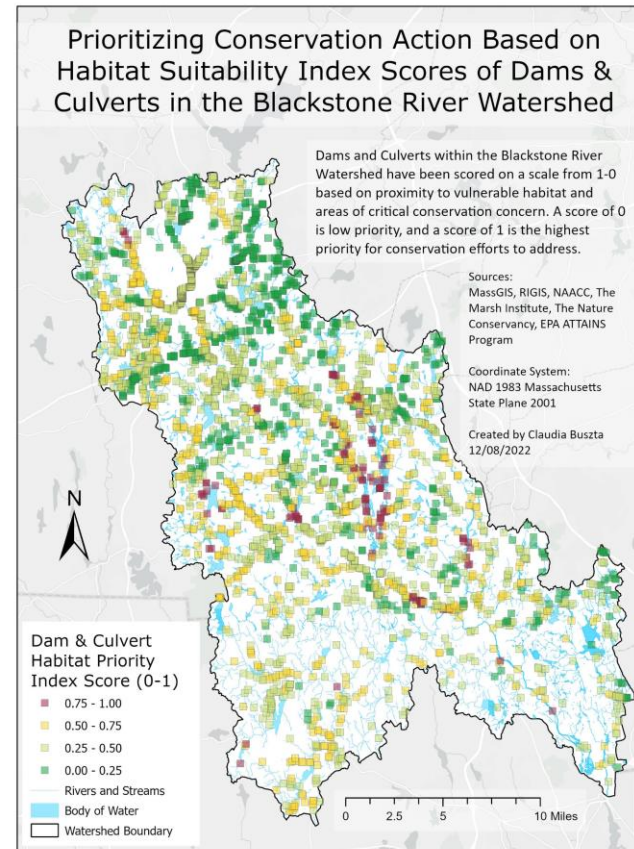 Prioritizing Conservation Action Based on
Habitat Suitability Index Scores of Dams &
Culverts in the Blackstone River Watershed
Dams and Culverts within the Blackstone River
Watershed have been scored on a scale from 1-0
based on proximity to vulnerable habitat and
areas of critical conservation concern. A score of 0
is low priority, and a score of 1 is the highest
priority for conservation efforts to address.
Sources:
MassGIS, RIGIS, NAACC, The
Marsh Institute, The Nature
Conservancy, EPA ATTAINS
Program
Coordinate System:
NAD 1983 Massachusetts
State Plane 2001
Created by Claudia Buszta
12/08/2022
N
Dam & Culvert
Habitat Priority
Index Score (0-1)
0.75 - 1.00
0.50 - 0.75
0.25 - 0.50
0.00 - 0.25
Rivers and Streams
Body of Water
Watershed Boundary
0 2.5 5 10 Miles